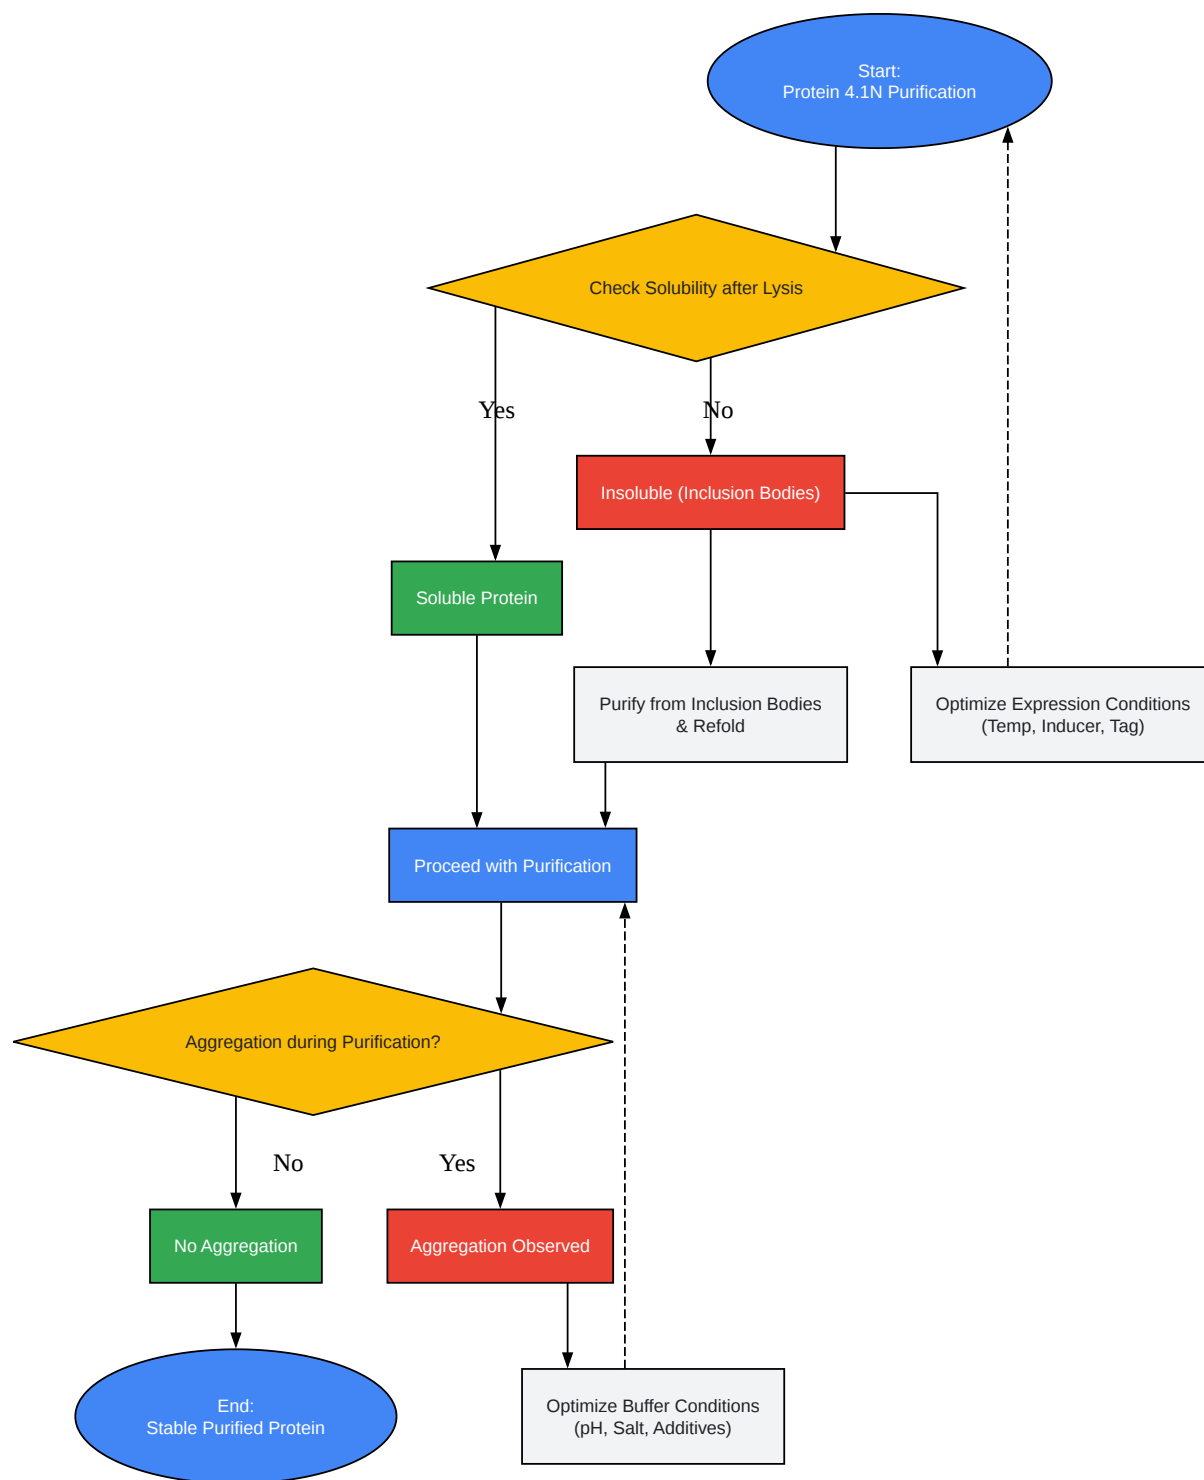 Start:
Protein 4.1N Purification
Check Solubility after Lysis
Yes
No
Insoluble (Inclusion Bodies)
Soluble Protein
Purify from Inclusion Bodies
& Refold
Optimize Expression Conditions
(Temp, Inducer, Tag)
Proceed with Purification
Aggregation during Purification?
No
Yes
No Aggregation
Aggregation Observed
End:
Stable Purified Protein
Optimize Buffer Conditions
(pH, Salt, Additives)